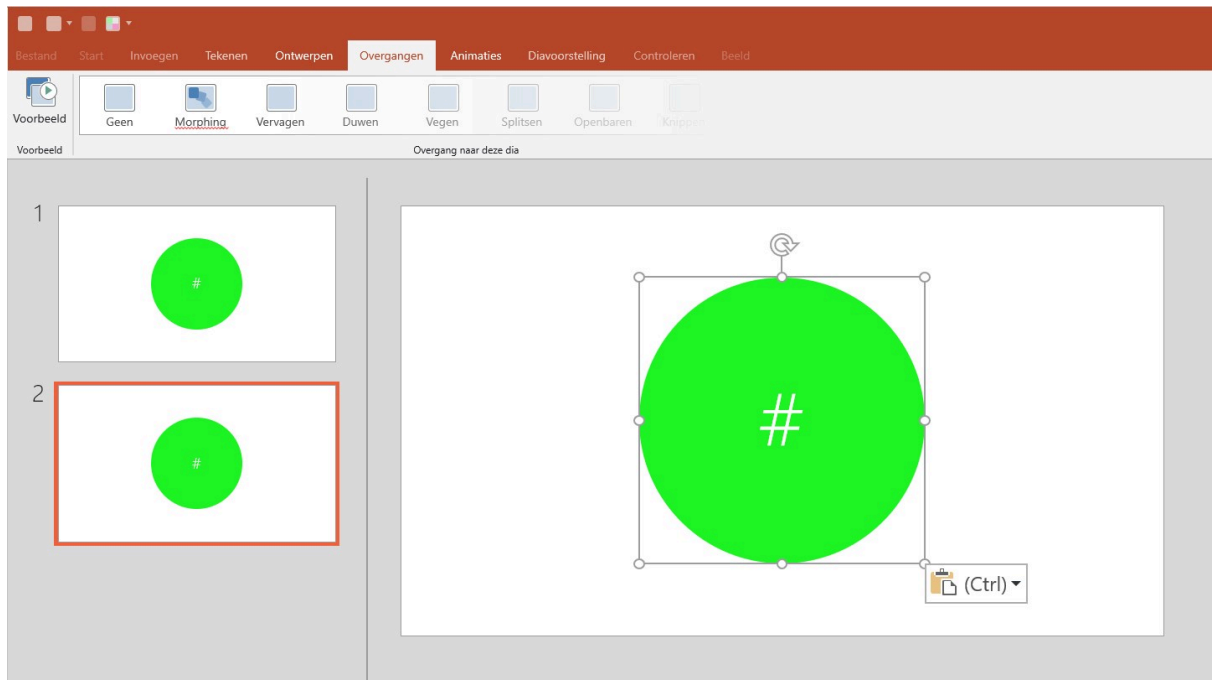 Bestand Start Invoegen Tekenen Ontwerpen Overgangen Animaties Diavoorstelling Controleren Beeld
Voorbeeld Geen Morphing Vervagen Duwen Vegen Splitsen Openbaren Knippen
Voorbeeld Overgang naar deze dia
1
#
2
#
#
(Ctrl)